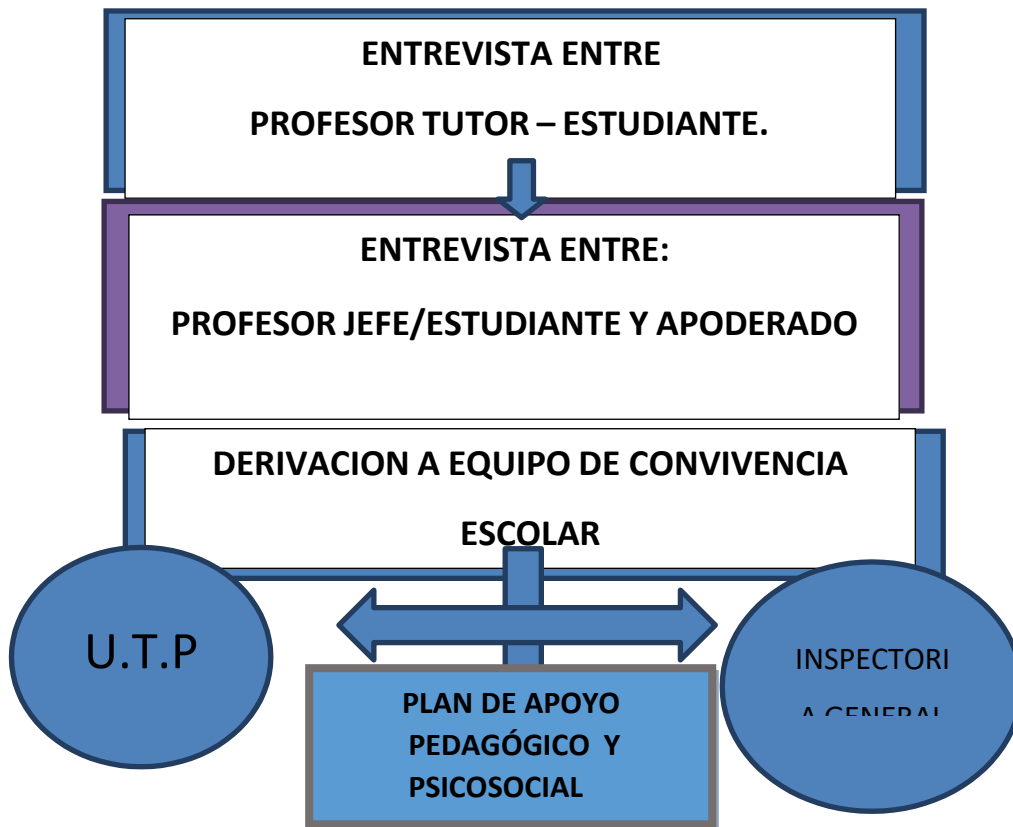 ENTREVISTA ENTRE
PROFESOR TUTOR – ESTUDIANTE.
ENTREVISTA ENTRE:
PROFESOR JEFE/ESTUDIANTE Y APODERADO
DERIVACION A EQUIPO DE CONVIVENCIA
ESCOLAR
U.T.P
INSPECTORI
A GENERAL
PLAN DE APOYO
PEDAGÓGICO Y
PSICOSOCIAL